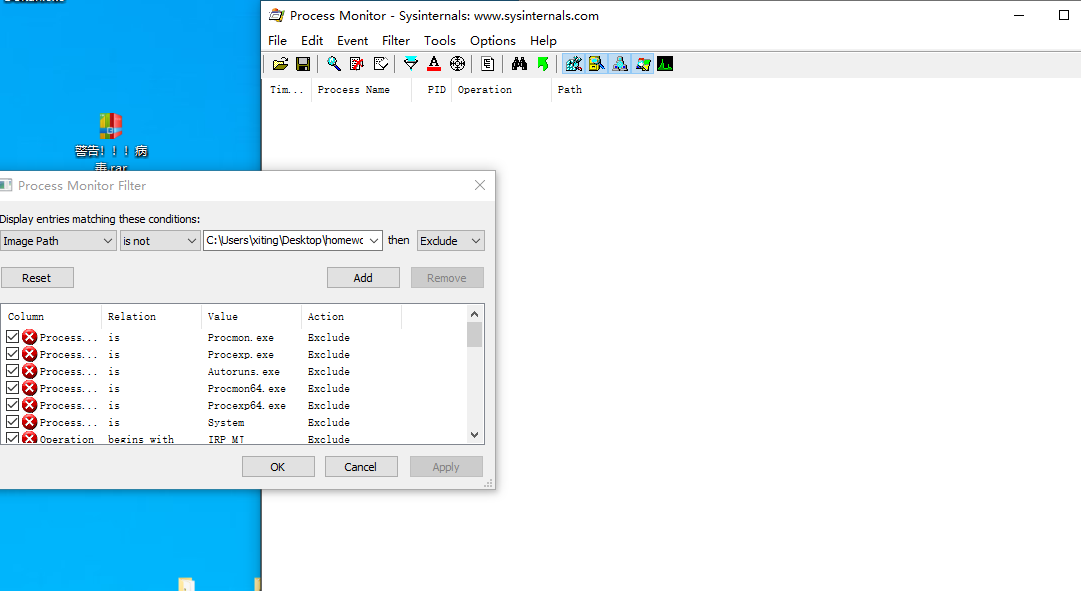 Process Monitor - Sysinternals: www.sysinternals.com
File Edit Event Filter Tools Options Help
Tim... Process Name PID Operation Path
警告！！！病
毒.rar
Process Monitor Filter
Display entries matching these conditions:
Image Path is not C:\Users\xiting\Desktop\homewc then Exclude
Reset Add Remove
Column Relation Value Action
Process... is Procmon.exe Exclude
Process... is Procexp.exe Exclude
Process... is Autoruns.exe Exclude
Process... is Procmon64.exe Exclude
Process... is Procexp64.exe Exclude
Process... is System Exclude
Operation begins with IRP_MJ Exclude
OK Cancel Apply